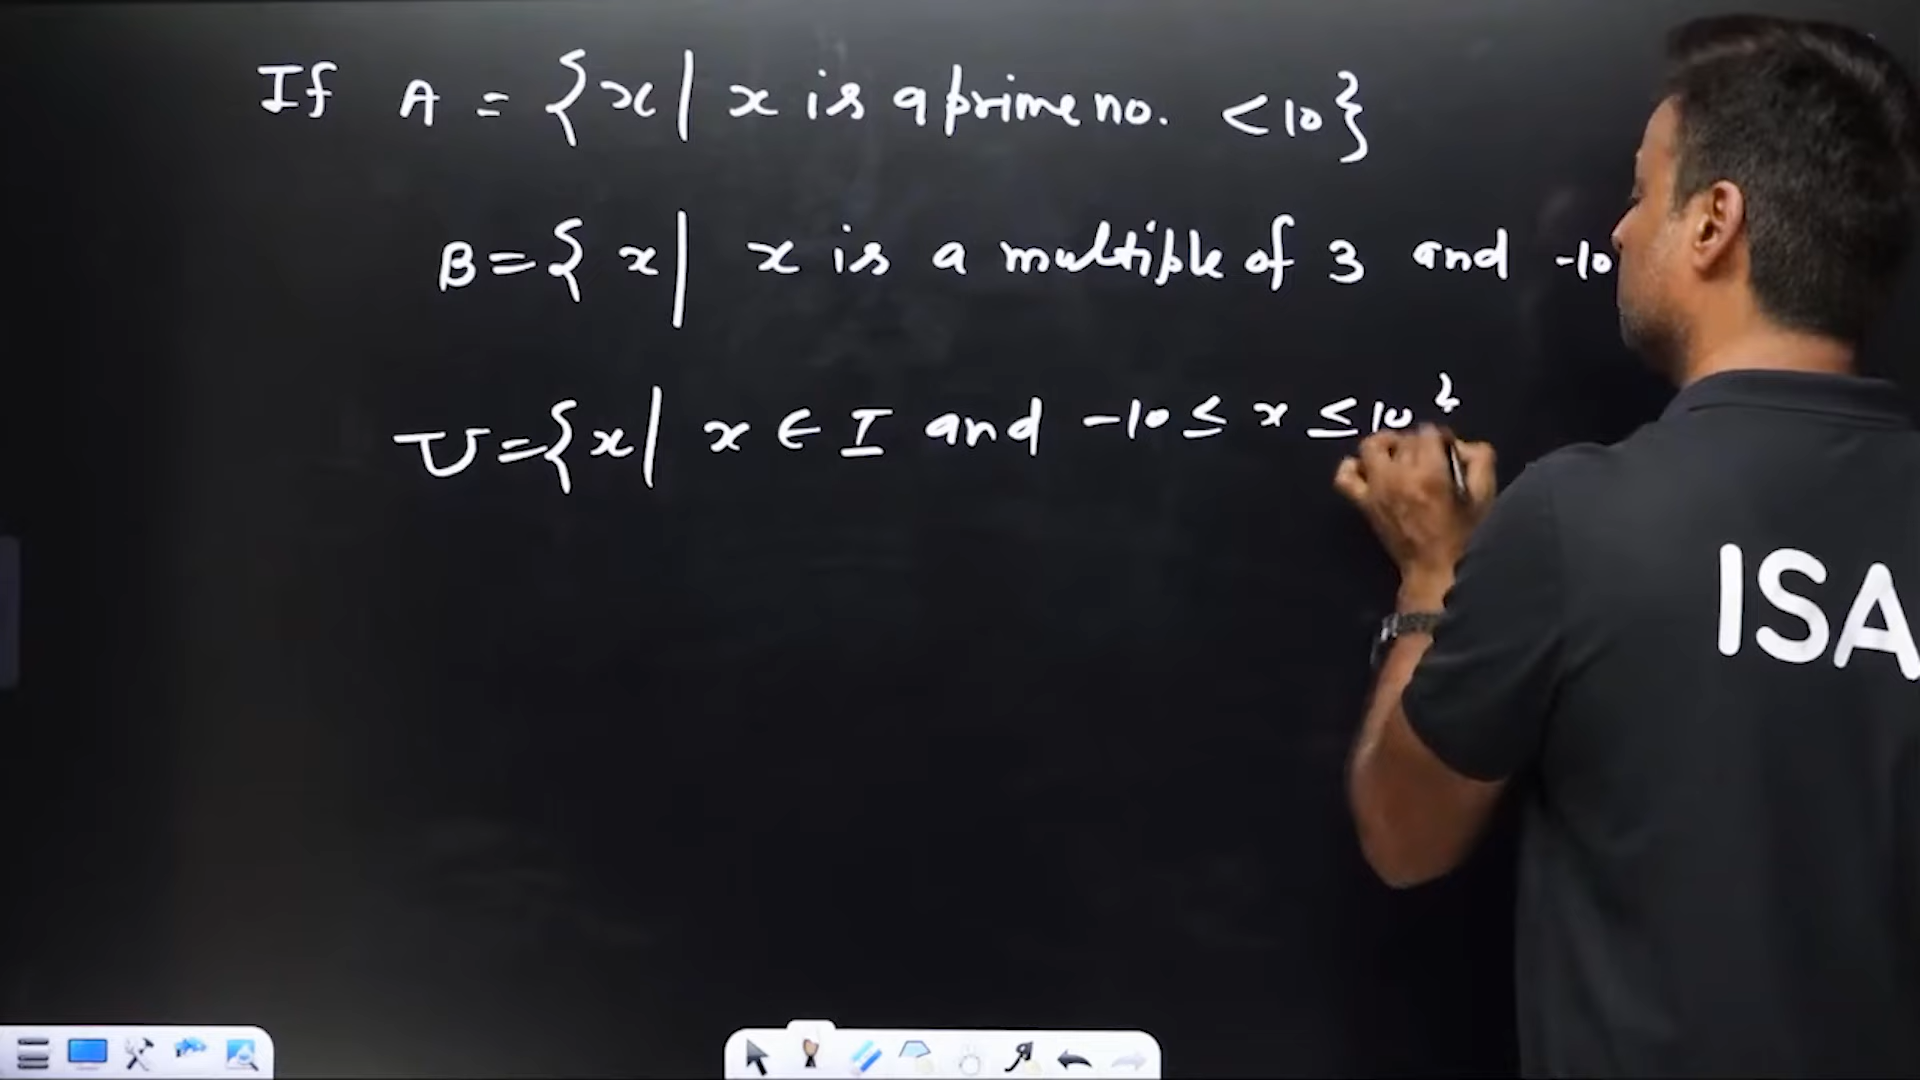 If A = {x | x is a prime no. < 10}
B = {x | x is a multiple of 3 and -10
U = {x | x ∈ I and -10 ≤ x ≤ 10}
ISA